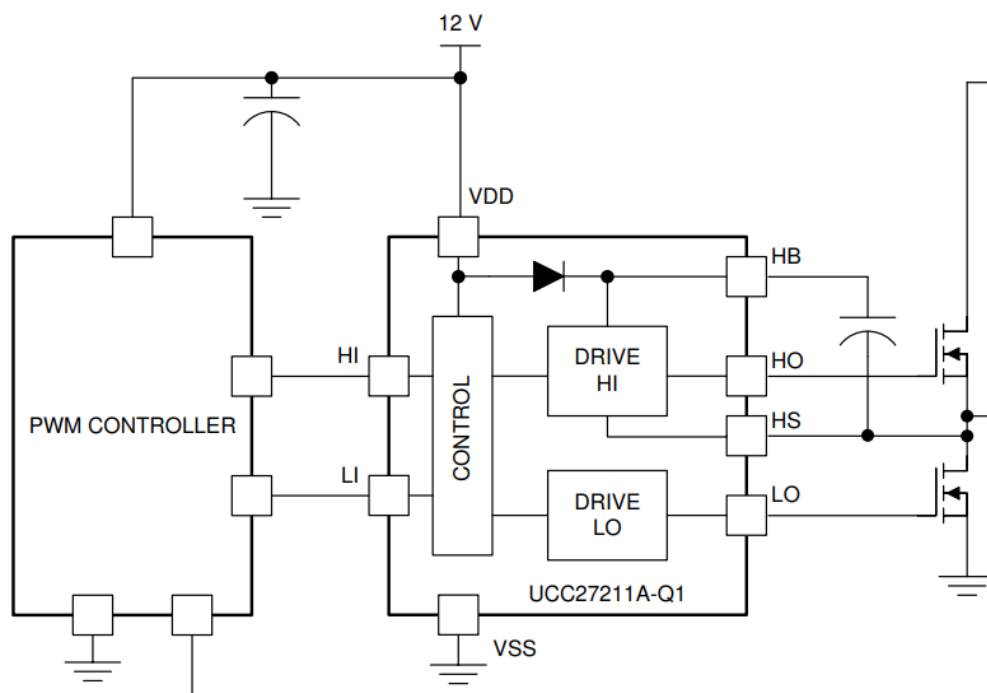 12 V
VDD
HB
HI
DRIVE
HI
HO
PWM CONTROLLER
CONTROL
HS
LI
DRIVE
LO
LO
UCC27211A-Q1
VSS